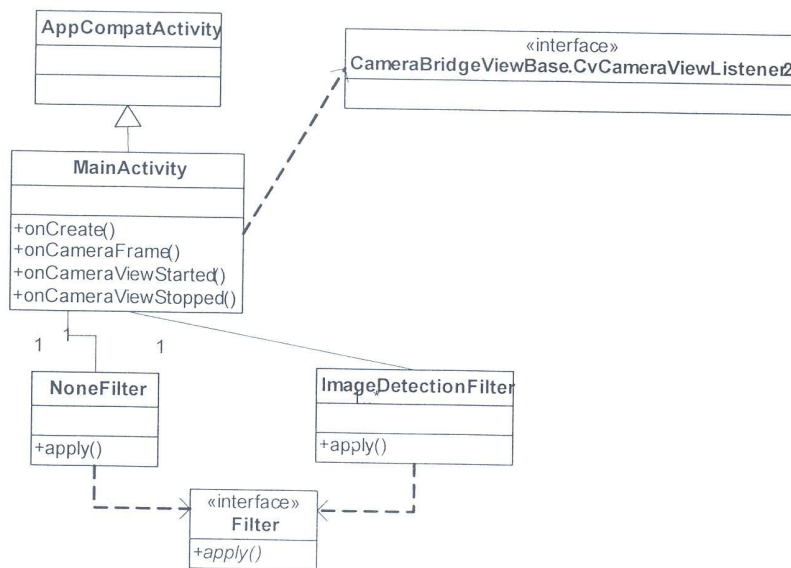 AppCompatActivity
«interface»
CameraBridgeViewBase.CvCameraViewListener2
MainActivity
+onCreate()
+onCameraFrame()
+onCameraViewStarted()
+onCameraViewStopped()
1
1
1
NoneFilter
+apply()
ImageDetectionFilter
1..*
+apply()
«interface»
Filter
+apply()